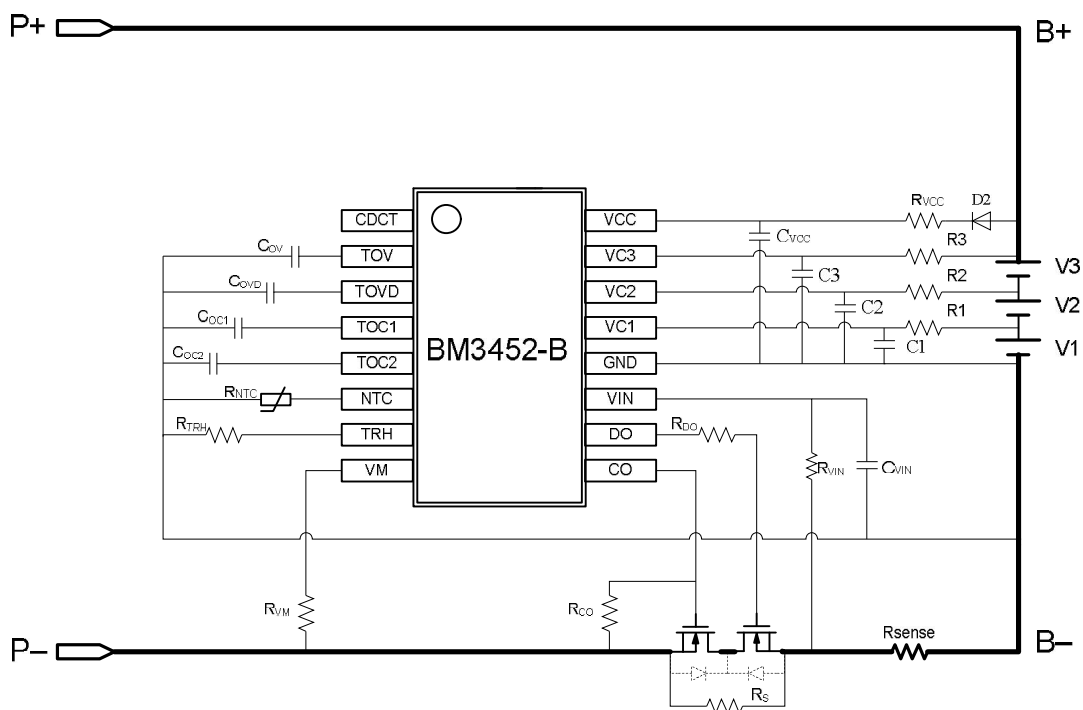 P+
B+
CDCT
TOV
TOVD
TOC1
TOC2
NTC
TRH
VM
BM3452-B
VCC
VC3
VC2
VC1
GND
VIN
DO
CO
COV
COVD
COC1
COC2
RNTC
RTRH
RVM
RVCC
D2
CVCC
R3
C3
R2
C2
R1
C1
V3
V2
V1
RDO
RVIN
CVIN
RCO
Rsense
RS
P−
B−